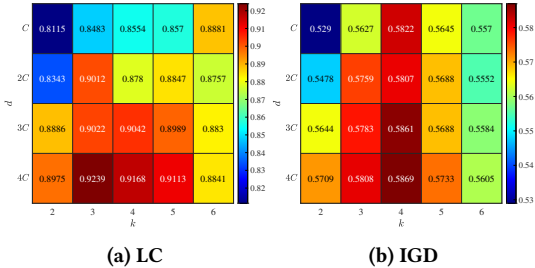 C 0.8115 0.8483 0.8554 0.857 0.8881
2C 0.8343 0.9012 0.878 0.8847 0.8757
3C 0.8886 0.9022 0.9042 0.8989 0.883
4C 0.8975 0.9239 0.9168 0.9113 0.8841
2 3 4 5 6
d
k
0.92
0.91
0.9
0.89
0.88
0.87
0.86
0.85
0.84
0.83
0.82
(a) LC
C 0.529 0.5627 0.5822 0.5645 0.557
2C 0.5478 0.5759 0.5807 0.5688 0.5552
3C 0.5644 0.5783 0.5861 0.5688 0.5584
4C 0.5709 0.5808 0.5869 0.5733 0.5605
2 3 4 5 6
d
k
0.58
0.57
0.56
0.55
0.54
0.53
(b) IGD